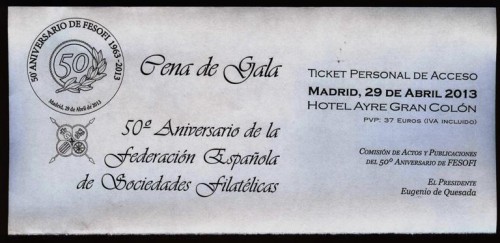 50º ANIVERSARIO DE FESOFI 1963-2013
50
Madrid, 29 de Abril de 2013
Cena de Gala
50º Aniversario de la
Federación Española
de Sociedades Filatélicas
TICKET PERSONAL DE ACCESO
MADRID, 29 DE ABRIL 2013
HOTEL AYRE GRAN COLÓN
PVP: 37 EUROS (IVA INCLUIDO)
COMISIÓN DE ACTOS Y PUBLICACIONES
DEL 50º ANIVERSARIO DE FESOFI
EL PRESIDENTE
Eugenio de Quesada